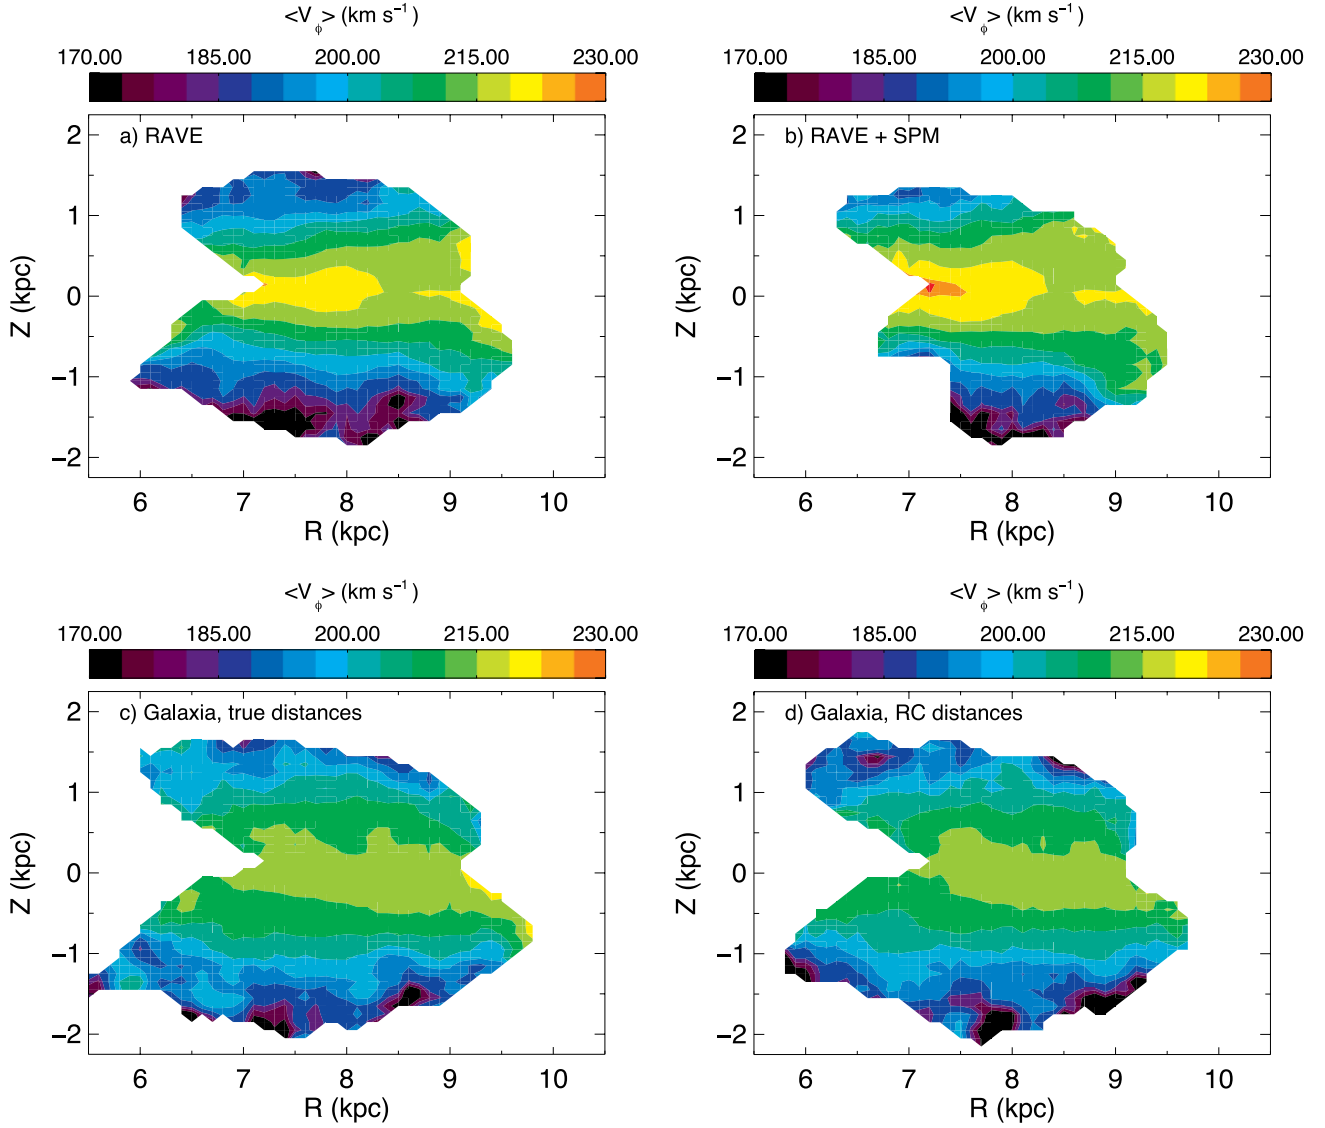 <V_ϕ> (km s⁻¹) <V_ϕ> (km s⁻¹)
170.00 185.00 200.00 215.00 230.00 170.00 185.00 200.00 215.00 230.00
a) RAVE b) RAVE + SPM
2 2
1 1
0 0
−1 −1
−2 −2
Z (kpc) Z (kpc)
6 7 8 9 10 6 7 8 9 10
R (kpc) R (kpc)
<V_ϕ> (km s⁻¹) <V_ϕ> (km s⁻¹)
170.00 185.00 200.00 215.00 230.00 170.00 185.00 200.00 215.00 230.00
c) Galaxia, true distances d) Galaxia, RC distances
2 2
1 1
0 0
−1 −1
−2 −2
Z (kpc) Z (kpc)
6 7 8 9 10 6 7 8 9 10
R (kpc) R (kpc)